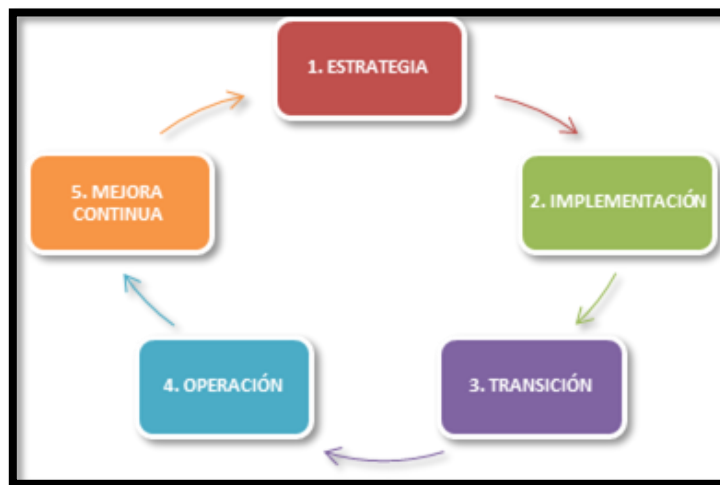 1. ESTRATEGIA
2. IMPLEMENTACIÓN
3. TRANSICIÓN
4. OPERACIÓN
5. MEJORA
CONTINUA